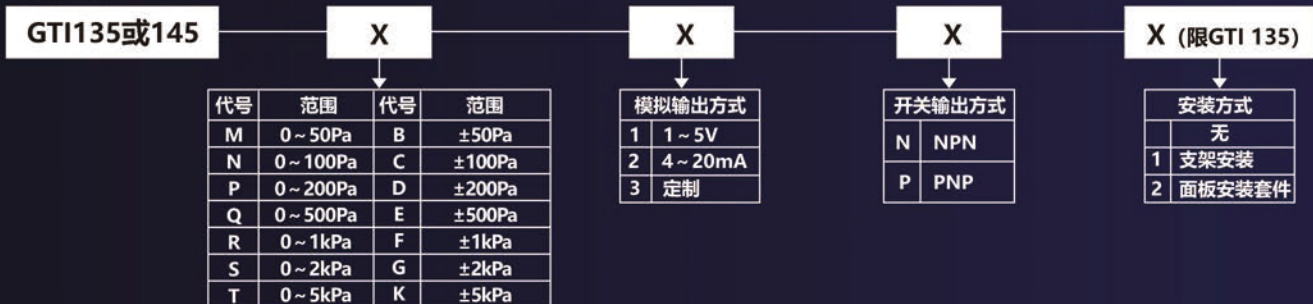 GTI135或145 X X X X (限GTI 135)
代号 范围 代号 范围
M 0~50Pa B ±50Pa
N 0~100Pa C ±100Pa
P 0~200Pa D ±200Pa
Q 0~500Pa E ±500Pa
R 0~1kPa F ±1kPa
S 0~2kPa G ±2kPa
T 0~5kPa K ±5kPa
模拟输出方式
1 1~5V
2 4~20mA
3 定制
开关输出方式
N NPN
P PNP
安装方式
无
1 支架安装
2 面板安装套件